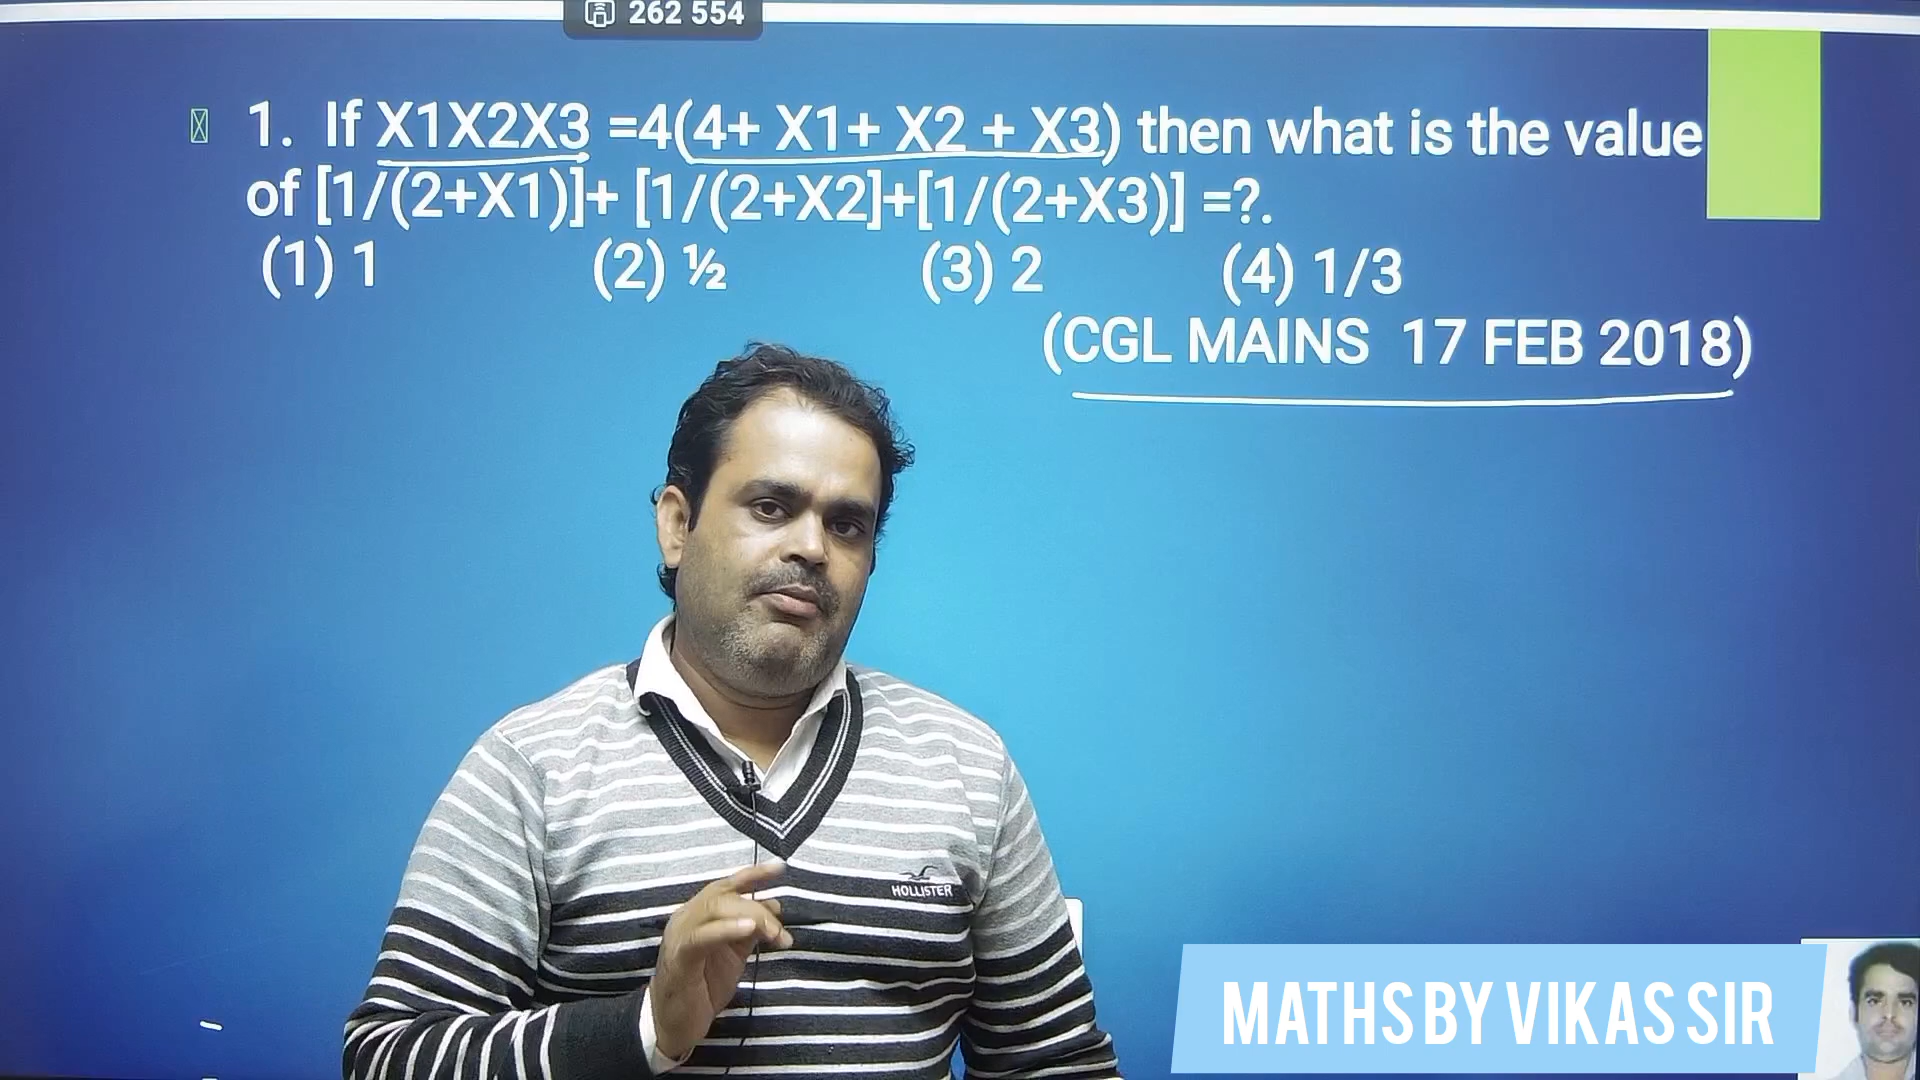 262 554
1. If X1X2X3 =4(4+ X1+ X2 + X3) then what is the value
of [1/(2+X1)]+ [1/(2+X2]+[1/(2+X3)] =?.
(1) 1 (2) ½ (3) 2 (4) 1/3
(CGL MAINS 17 FEB 2018)
HOLLISTER
MATHS BY VIKAS SIR